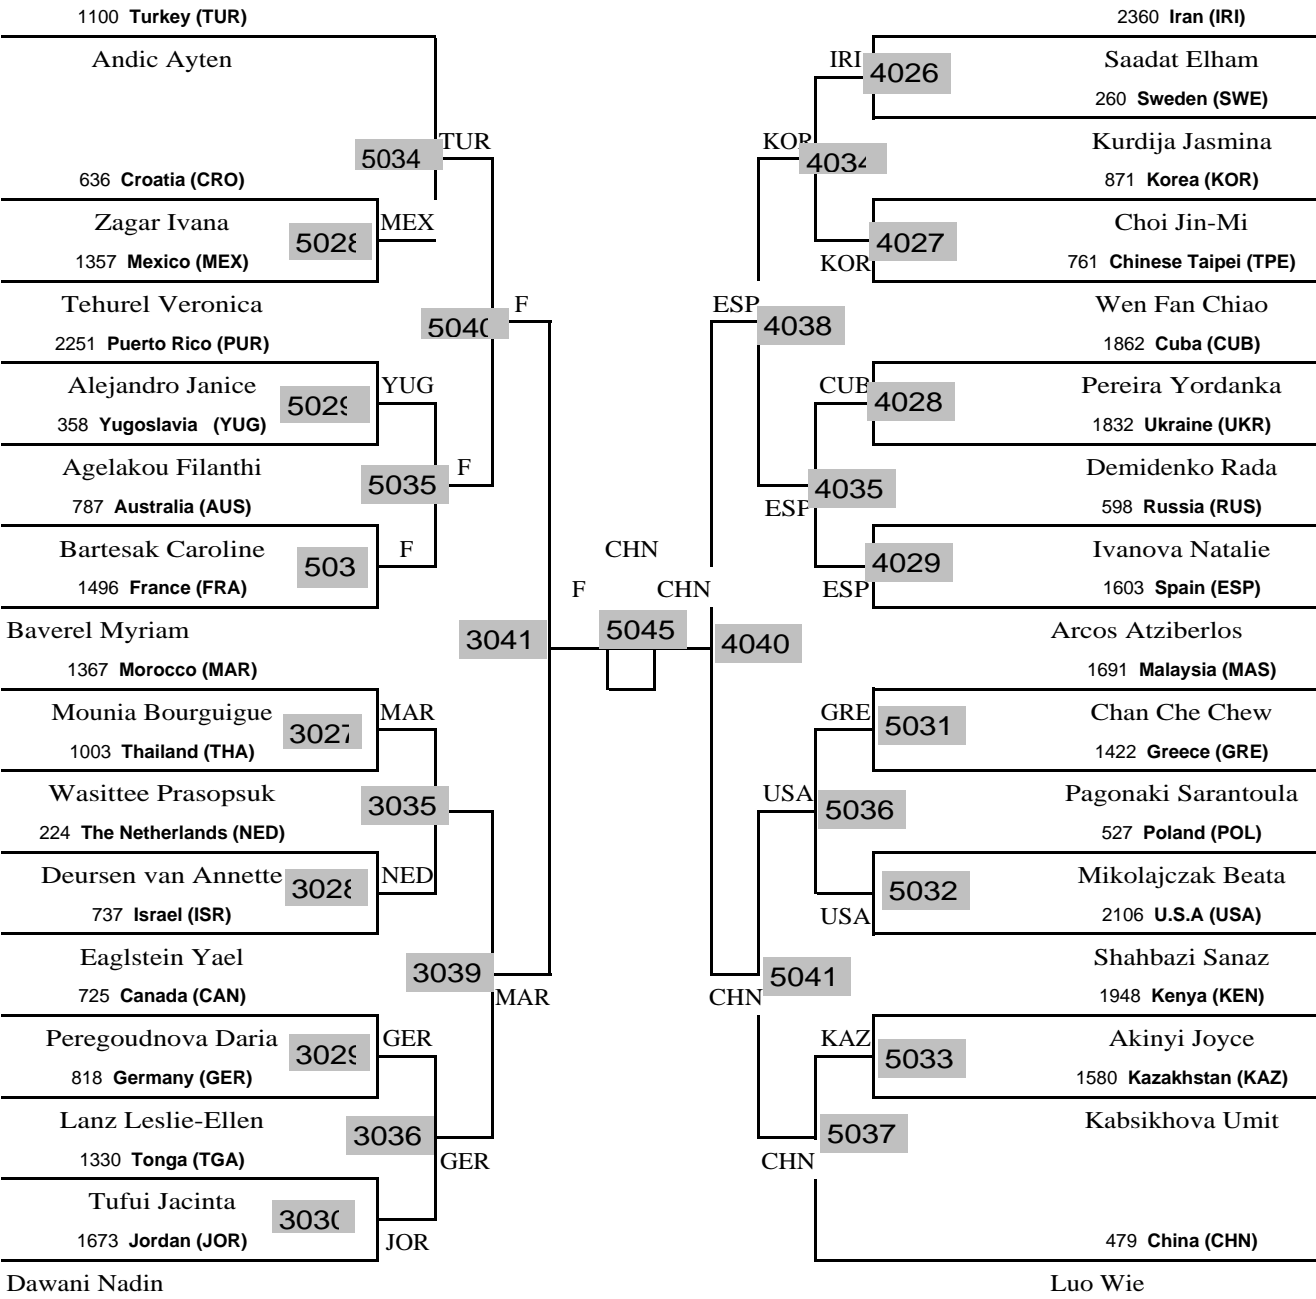 1100 Turkey (TUR)
Andic Ayten
5034
TUR
636 Croatia (CRO)
Zagar Ivana
MEX
1357 Mexico (MEX)
Tehurel Veronica
F
2251 Puerto Rico (PUR)
Alejandro Janice
YUG
358 Yugoslavia (YUG)
Agelakou Filanthi
5035
F
787 Australia (AUS)
Bartesak Caroline
503
F
1496 France (FRA)
Baverel Myriam
3041
1367 Morocco (MAR)
Mounia Bourguigue
MAR
1003 Thailand (THA)
Wasittee Prasopsuk
3035
224 The Netherlands (NED)
Deursen van Annette
NED
737 Israel (ISR)
Eaglstein Yael
3039
MAR
725 Canada (CAN)
Peregoudnova Daria
GER
818 Germany (GER)
Lanz Leslie-Ellen
3036
GER
1330 Tonga (TGA)
Tufui Jacinta
JOR
1673 Jordan (JOR)
Dawani Nadin
CHN
F
CHN
5045
4040
2360 Iran (IRI)
IRI
4026
Saadat Elham
260 Sweden (SWE)
KOR
Kurdija Jasmina
871 Korea (KOR)
4027
Choi Jin-Mi
KOR
761 Chinese Taipei (TPE)
ESP
4038
Wen Fan Chiao
1862 Cuba (CUB)
CUB
4028
Pereira Yordanka
1832 Ukraine (UKR)
4035
Demidenko Rada
ESP
598 Russia (RUS)
4029
Ivanova Natalie
ESP
1603 Spain (ESP)
Arcos Atziberlos
1691 Malaysia (MAS)
GRE
5031
Chan Che Chew
1422 Greece (GRE)
USA
5036
Pagonaki Sarantoula
527 Poland (POL)
5032
Mikolajczak Beata
USA
2106 U.S.A (USA)
5041
CHN
Shahbazi Sanaz
1948 Kenya (KEN)
KAZ
5033
Akinyi Joyce
1580 Kazakhstan (KAZ)
5037
CHN
Kabsikhova Umit
479 China (CHN)
Luo Wie